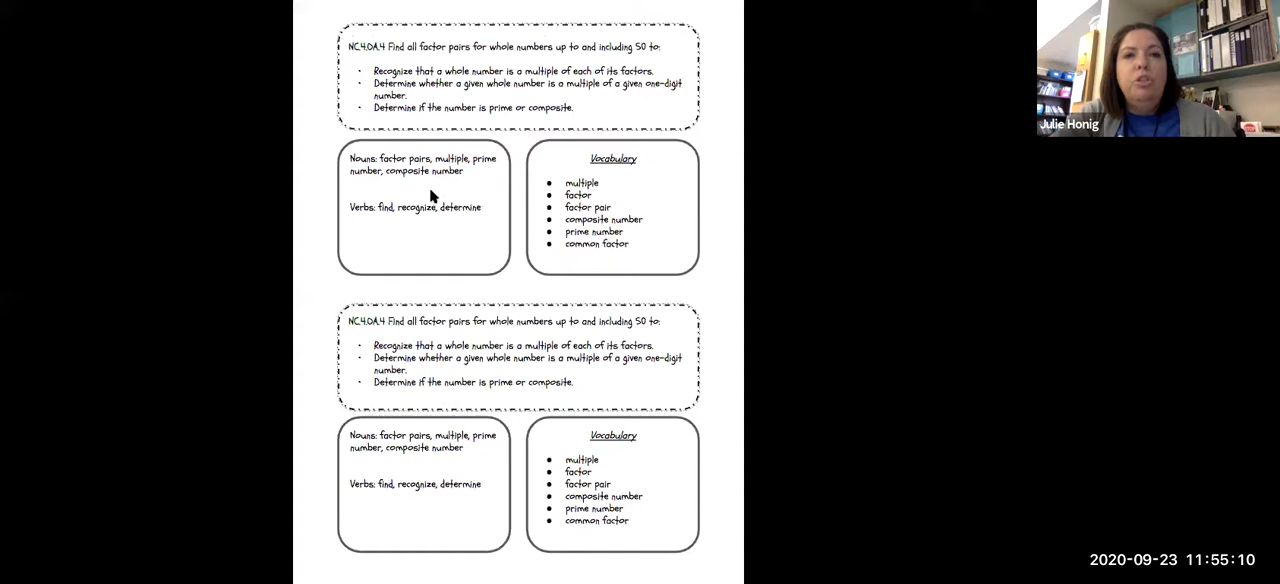 NC.4.OA.4 Find all factor pairs for whole numbers up to and including 50 to:
• Recognize that a whole number is a multiple of each of its factors.
• Determine whether a given whole number is a multiple of a given one-digit
number.
• Determine if the number is prime or composite.
Nouns: factor pairs, multiple, prime
number, composite number
Verbs: find, recognize, determine
Vocabulary
● multiple
● factor
● factor pair
● composite number
● prime number
● common factor
NC.4.OA.4 Find all factor pairs for whole numbers up to and including 50 to:
• Recognize that a whole number is a multiple of each of its factors.
• Determine whether a given whole number is a multiple of a given one-digit
number.
• Determine if the number is prime or composite.
Nouns: factor pairs, multiple, prime
number, composite number
Verbs: find, recognize, determine
Vocabulary
● multiple
● factor
● factor pair
● composite number
● prime number
● common factor
Julie Honig
2020-09-23 11:55:10